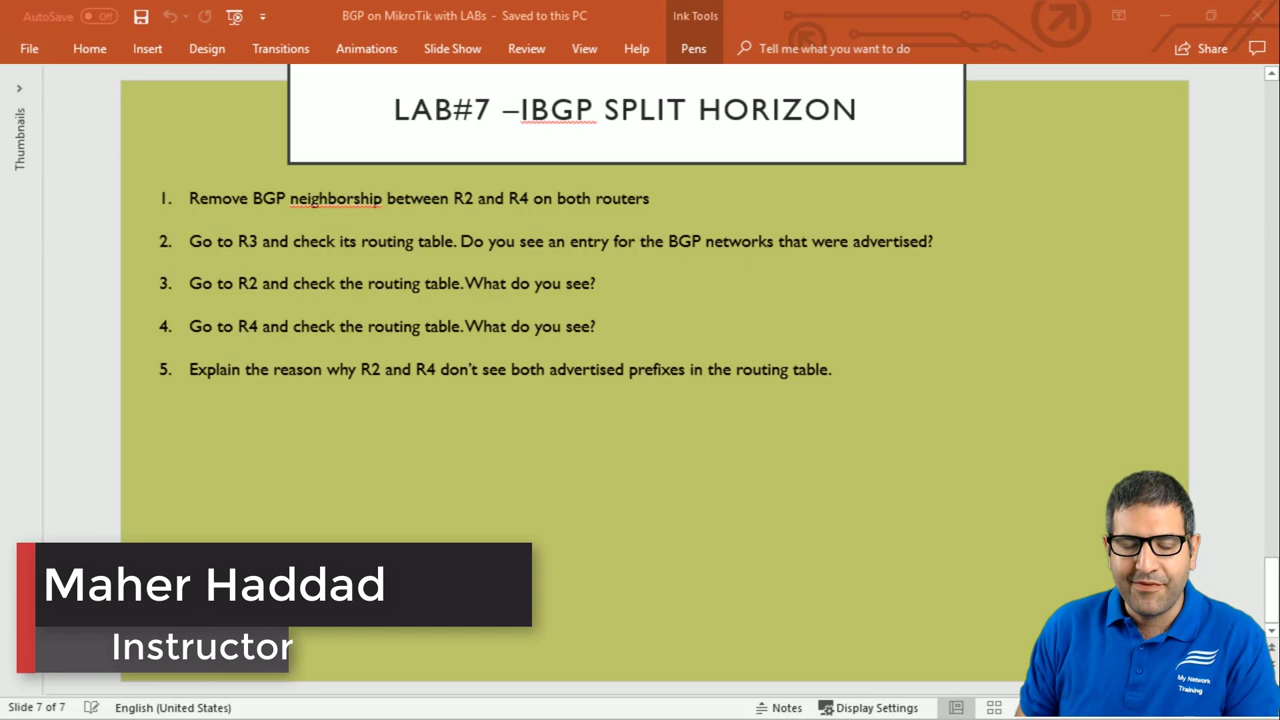 AutoSave Off
BGP on MikroTik with LABs - Saved to this PC
Ink Tools
File Home Insert Design Transitions Animations Slide Show Review View Help Pens Tell me what you want to do Share
Thumbnails
LAB#7 –IBGP SPLIT HORIZON
1. Remove BGP neighborship between R2 and R4 on both routers
2. Go to R3 and check its routing table. Do you see an entry for the BGP networks that were advertised?
3. Go to R2 and check the routing table. What do you see?
4. Go to R4 and check the routing table. What do you see?
5. Explain the reason why R2 and R4 don't see both advertised prefixes in the routing table.
Maher Haddad
Instructor
My Network
Training
Slide 7 of 7 English (United States) Notes Display Settings